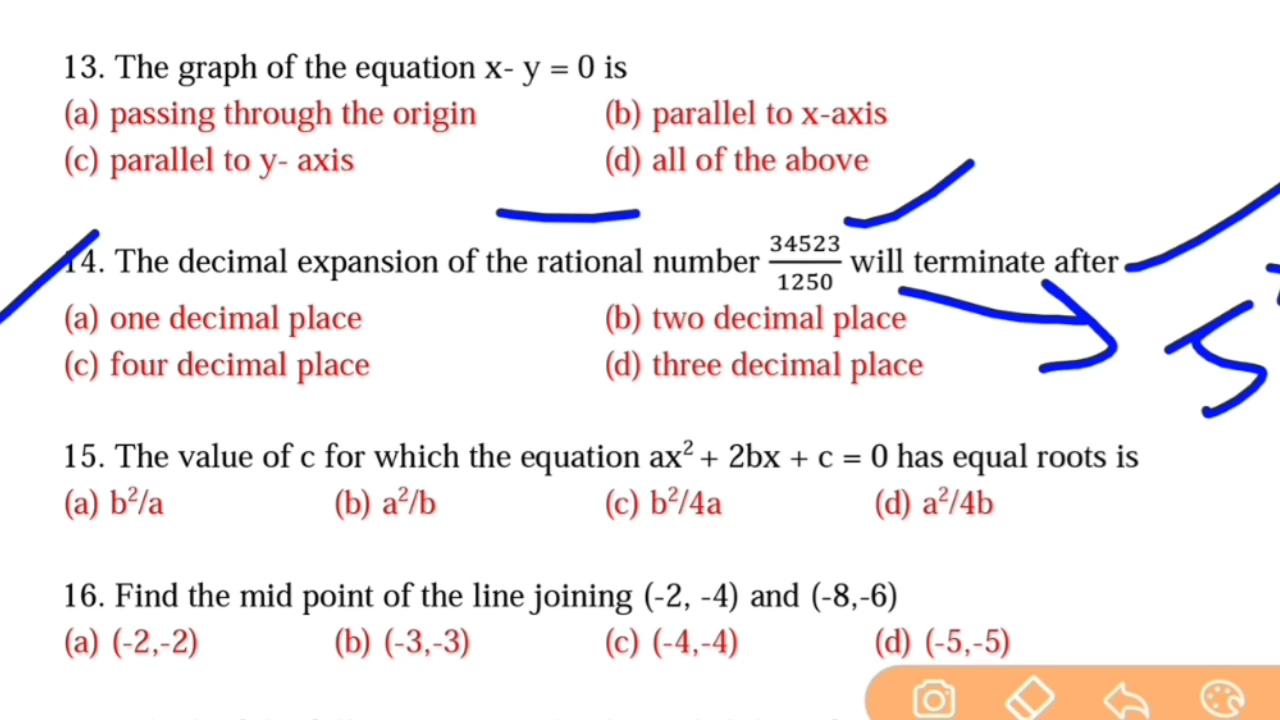 13. The graph of the equation x- y = 0 is
(a) passing through the origin (b) parallel to x-axis
(c) parallel to y- axis (d) all of the above
14. The decimal expansion of the rational number 34523/1250 will terminate after
(a) one decimal place (b) two decimal place
(c) four decimal place (d) three decimal place
15. The value of c for which the equation ax² + 2bx + c = 0 has equal roots is
(a) b²/a (b) a²/b (c) b²/4a (d) a²/4b
16. Find the mid point of the line joining (-2, -4) and (-8,-6)
(a) (-2,-2) (b) (-3,-3) (c) (-4,-4) (d) (-5,-5)